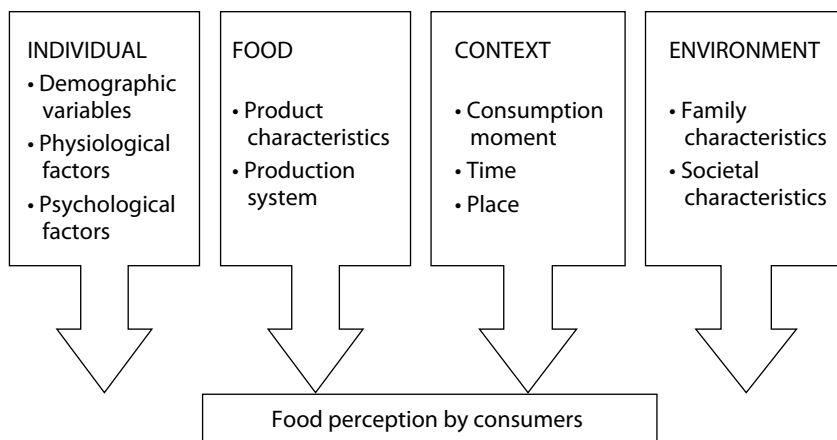 INDIVIDUAL
• Demographic
variables
• Physiological
factors
• Psychological
factors
FOOD
• Product
characteristics
• Production
system
CONTEXT
• Consumption
moment
• Time
• Place
ENVIRONMENT
• Family
characteristics
• Societal
characteristics
Food perception by consumers